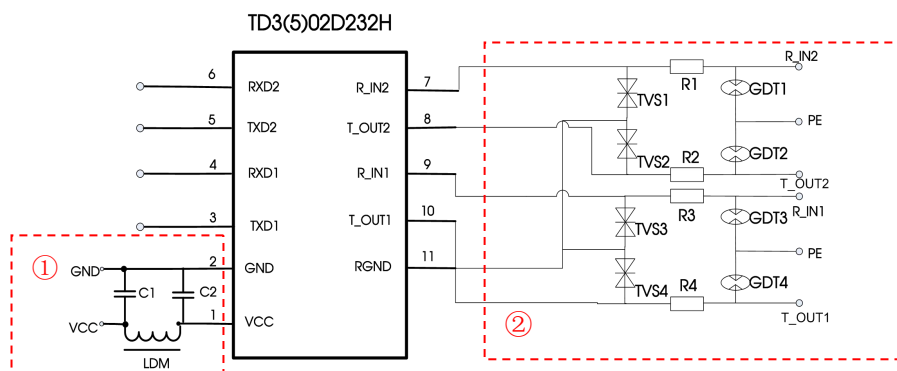 TD3(5)02D232H
6 RXD2 R_IN2 7
5 TXD2 T_OUT2 8
4 RXD1 R_IN1 9
3 TXD1 T_OUT1 10
2 GND RGND 11
1 VCC
① GND C1 C2
VCC
LDM
R_IN2
TVS1 R1 GDT1
PE
TVS2 R2 GDT2
T_OUT2
R_IN1
TVS3 R3 GDT3
PE
TVS4 R4 GDT4
T_OUT1
②